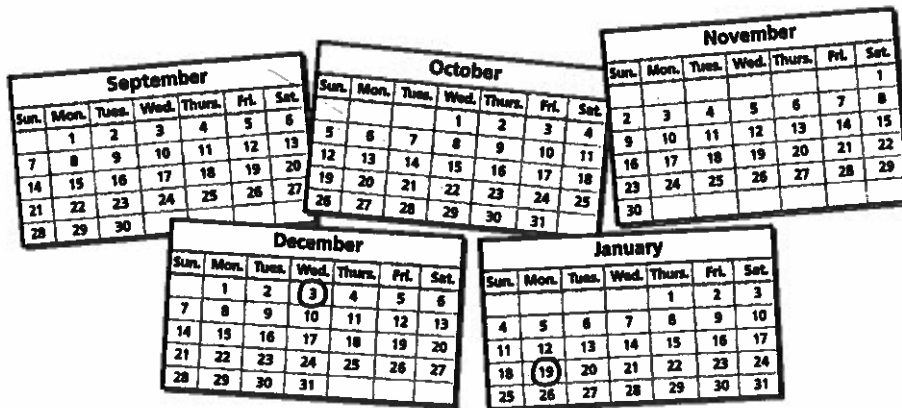 September
Sun. Mon. Tues. Wed. Thurs. Fri. Sat.
1 2 3 4 5 6
7 8 9 10 11 12 13
14 15 16 17 18 19 20
21 22 23 24 25 26 27
28 29 30
October
Sun. Mon. Tues. Wed. Thurs. Fri. Sat.
1 2 3 4
5 6 7 8 9 10 11
12 13 14 15 16 17 18
19 20 21 22 23 24 25
26 27 28 29 30 31
November
Sun. Mon. Tues. Wed. Thurs. Fri. Sat.
1
2 3 4 5 6 7 8
9 10 11 12 13 14 15
16 17 18 19 20 21 22
23 24 25 26 27 28 29
30
December
Sun. Mon. Tues. Wed. Thurs. Fri. Sat.
1 2 3 4 5 6
7 8 9 10 11 12 13
14 15 16 17 18 19 20
21 22 23 24 25 26 27
28 29 30 31
January
Sun. Mon. Tues. Wed. Thurs. Fri. Sat.
1 2 3
4 5 6 7 8 9 10
11 12 13 14 15 16 17
18 19 20 21 22 23 24
25 26 27 28 29 30 31